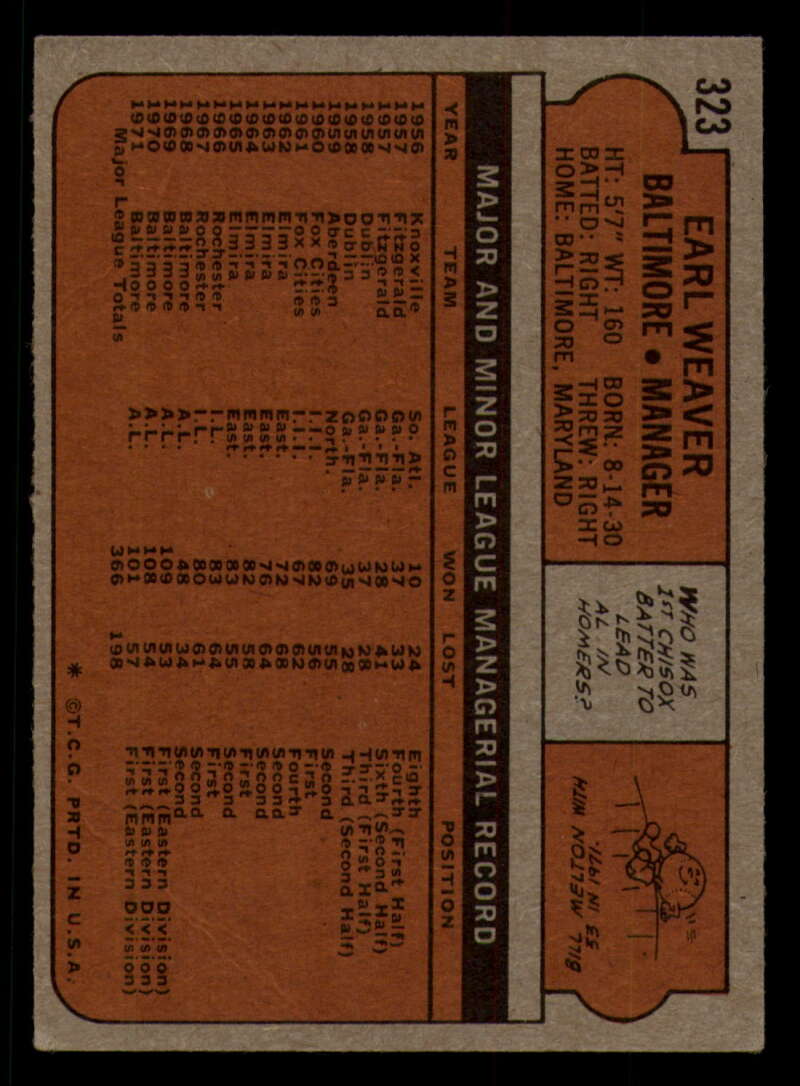 323
EARL WEAVER
BALTIMORE • MANAGER
HT: 5'7" WT: 160 BORN: 8-14-30
BATTED: RIGHT THREW: RIGHT
HOME: BALTIMORE, MARYLAND
WHO WAS
1ST CHISOX
BATTER TO
LEAD
AL IN
HOMERS?
BILL MELTON WITH
33 IN 1971.
MAJOR AND MINOR LEAGUE MANAGERIAL RECORD
YEAR TEAM LEAGUE WON LOST POSITION
1956 Knoxville So. Atl. 10 24 Eighth
1957 Fitzgerald Ga.-Fla. 37 33 Fourth (First Half)
1957 Fitzgerald Ga.-Fla. 28 41 Sixth (Second Half)
1958 Dublin Ga.-Fla. 37 28 Third (First Half)
1958 Dublin Ga.-Fla. 35 28 Third (Second Half)
1959 Aberdeen North. 69 55 Second
1960 Fox Cities I.I.I. 82 56 First
1961 Fox Cities I.I.I. 67 62 Fourth
1962 Elmira East. 72 68 Second
1963 Elmira East. 76 64 Second
1964 Elmira East. 82 58 First
1965 Elmira East. 83 55 Second
1966 Rochester I.L. 83 64 First
1967 Rochester I.L. 80 61 Second
1968 Baltimore A.L. 48 34 Second
1969 Baltimore A.L. 109 53 First (Eastern Division)
1970 Baltimore A.L. 108 54 First (Eastern Division)
1971 Baltimore A.L. 101 57 First (Eastern Division)
Major League Totals 366 198
* ©T.C.G. PRTD. IN U.S.A.